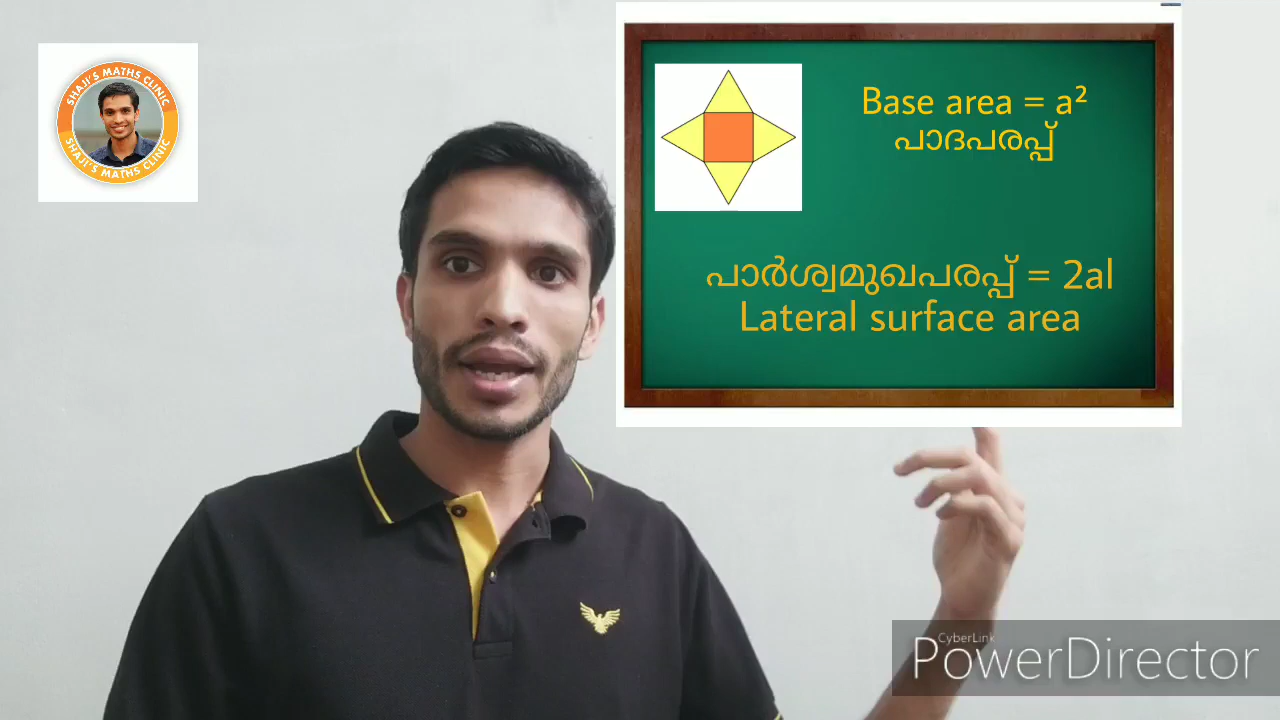 SHAJI'S MATHS CLINIC
SHAJI'S MATHS CLINIC
Base area = a²
പാദപരപ്പ്
പാർശ്വമുഖപരപ്പ് = 2al
Lateral surface area
CyberLink
PowerDirector